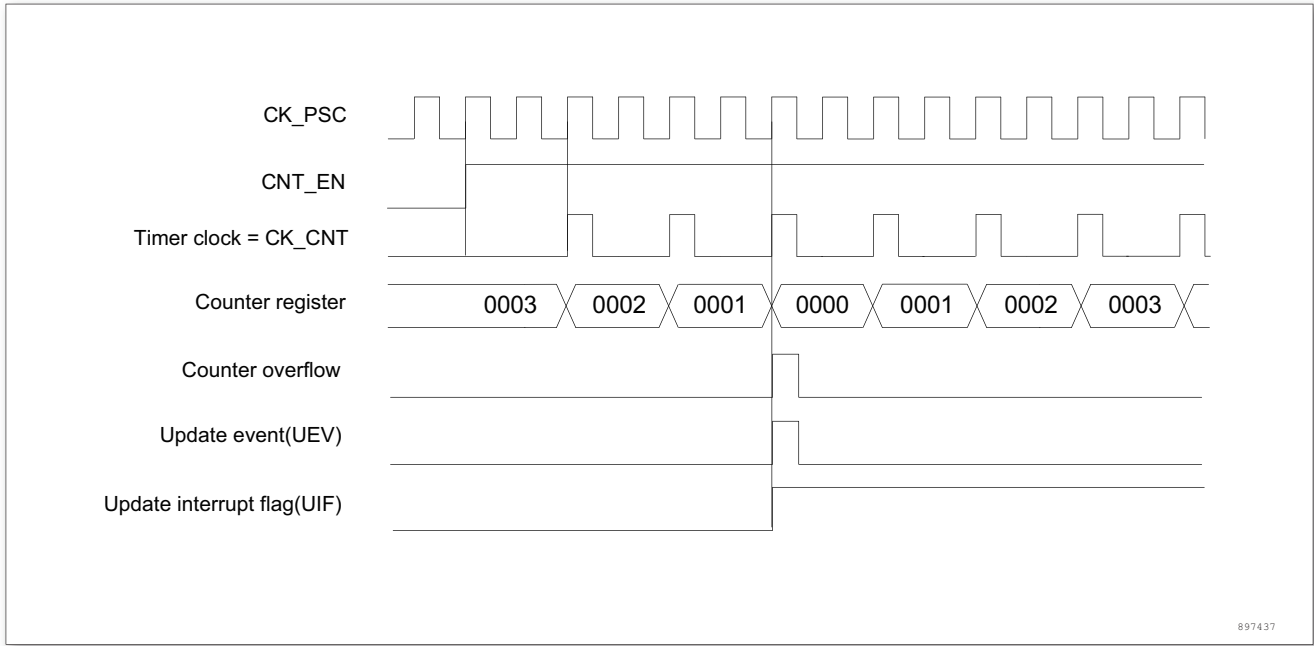 CK_PSC
CNT_EN
Timer clock = CK_CNT
Counter register 0003 0002 0001 0000 0001 0002 0003
Counter overflow
Update event(UEV)
Update interrupt flag(UIF)
897437